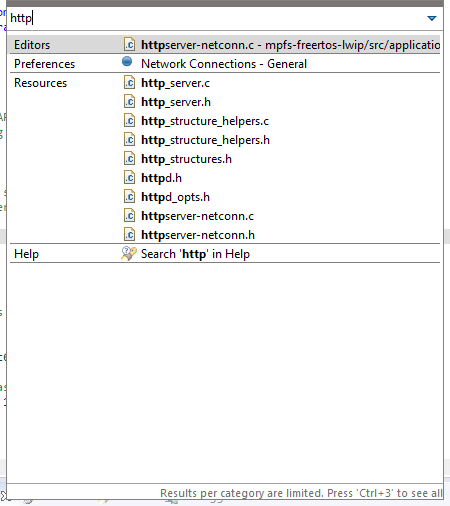 http
Editors httpserver-netconn.c - mpfs-freertos-lwip/src/applicatio
Preferences Network Connections - General
Resources http_server.c
http_server.h
http_structure_helpers.c
http_structure_helpers.h
http_structures.h
httpd.h
httpd_opts.h
httpserver-netconn.c
httpserver-netconn.h
Help Search 'http' in Help
Results per category are limited. Press 'Ctrl+3' to see all